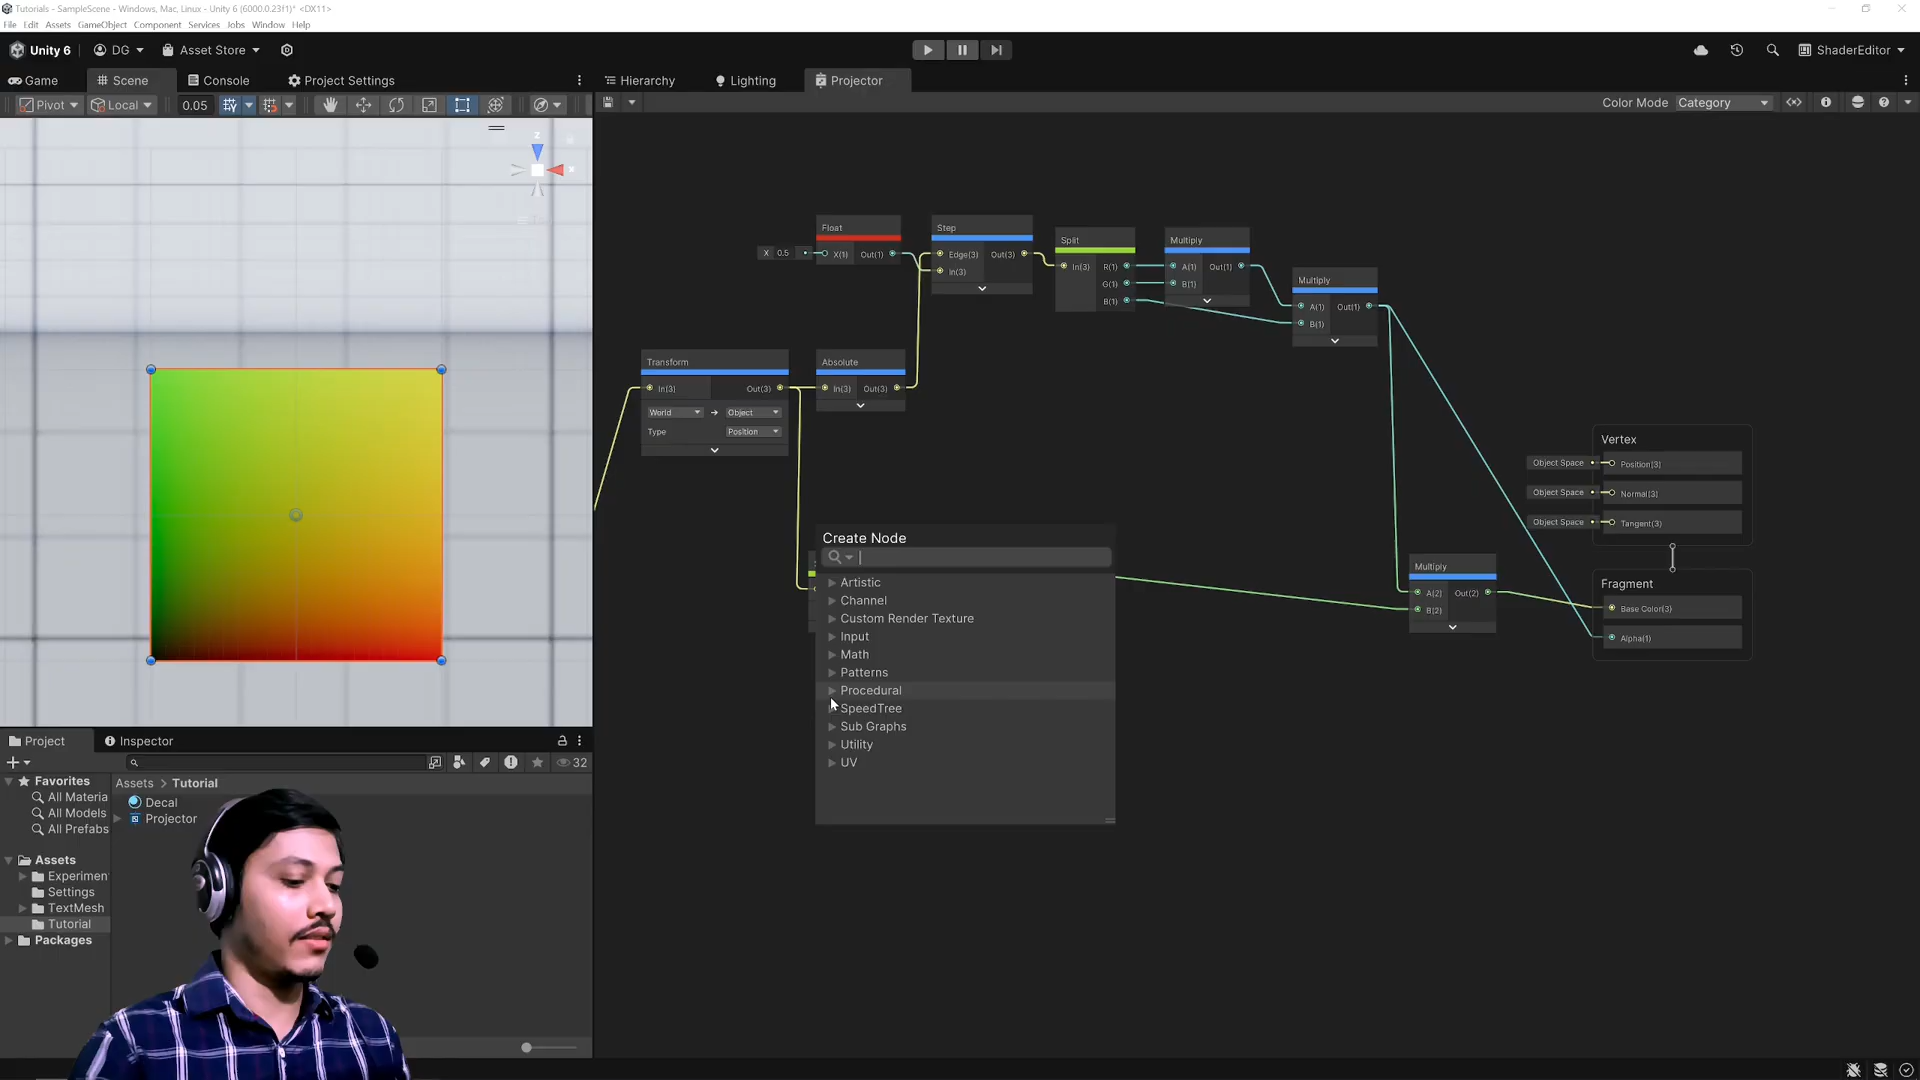 Tutorials - SampleScene - Windows, Mac, Linux - Unity 6 (6000.0.23f1)* <DX11>
File Edit Assets GameObject Component Services Jobs Window Help
Unity 6 DG Asset Store ShaderEditor
Game Scene Console Project Settings Hierarchy Lighting Projector
Pivot Local 0.05 Color Mode Category
z
x
Float
X 0.5 X(1) Out(1)
Step
Edge(3) Out(3)
In(3)
Split
In(3) R(1)
G(1)
B(1)
Multiply
A(1) Out(1)
B(1)
Multiply
A(1) Out(1)
B(1)
Transform
In(3) Out(3)
World → Object
Type Position
Absolute
In(3) Out(3)
Vertex
Object Space Position(3)
Object Space Normal(3)
Object Space Tangent(3)
Create Node
Artistic
Channel
Custom Render Texture
Input
Math
Patterns
Procedural
SpeedTree
Sub Graphs
Utility
UV
Multiply
A(2) Out(2)
B(2)
Fragment
Base Color(3)
Alpha(1)
Project Inspector
32
Favorites
All Materia
All Models
All Prefabs
Assets
Experimen
Settings
TextMesh
Tutorial
Packages
Assets > Tutorial
Decal
Projector